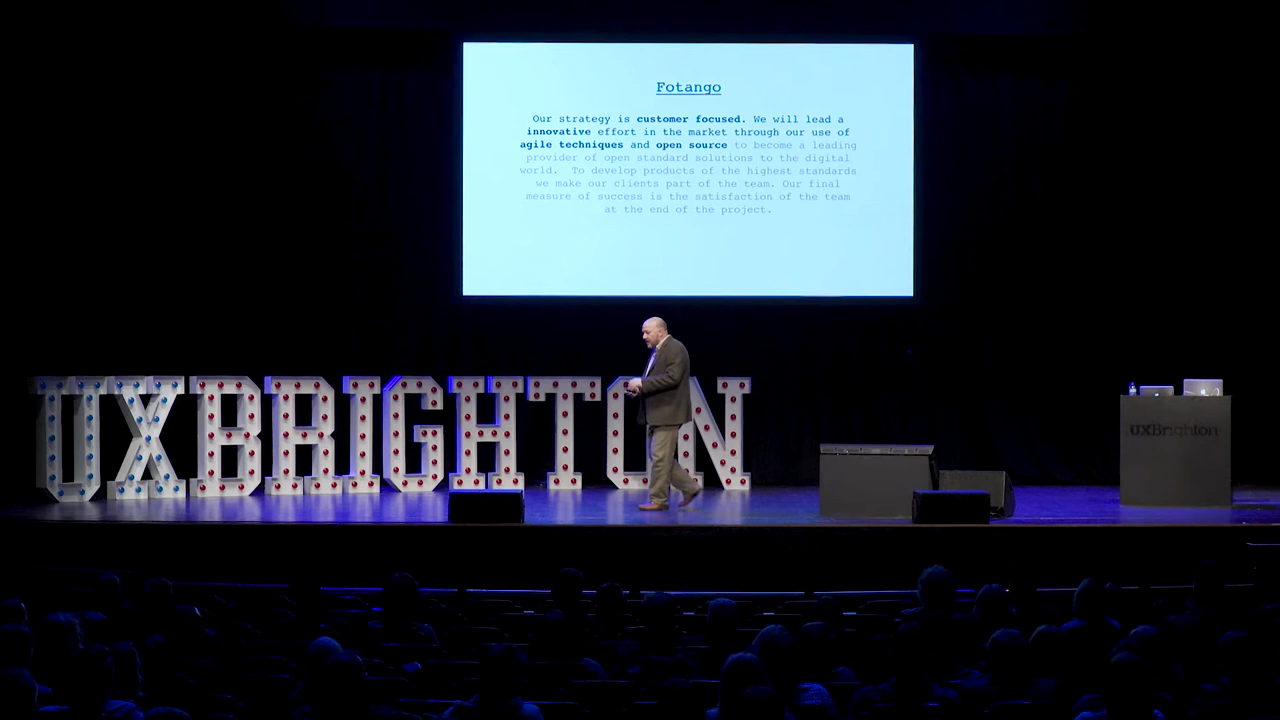 Fotango
Our strategy is customer focused. We will lead a
innovative effort in the market through our use of
agile techniques and open source to become a leading
provider of open standard solutions to the digital
world. To develop products of the highest standards
we make our clients part of the team. Our final
measure of success is the satisfaction of the team
at the end of the project.
UXBRIGHTON
UXBrighton